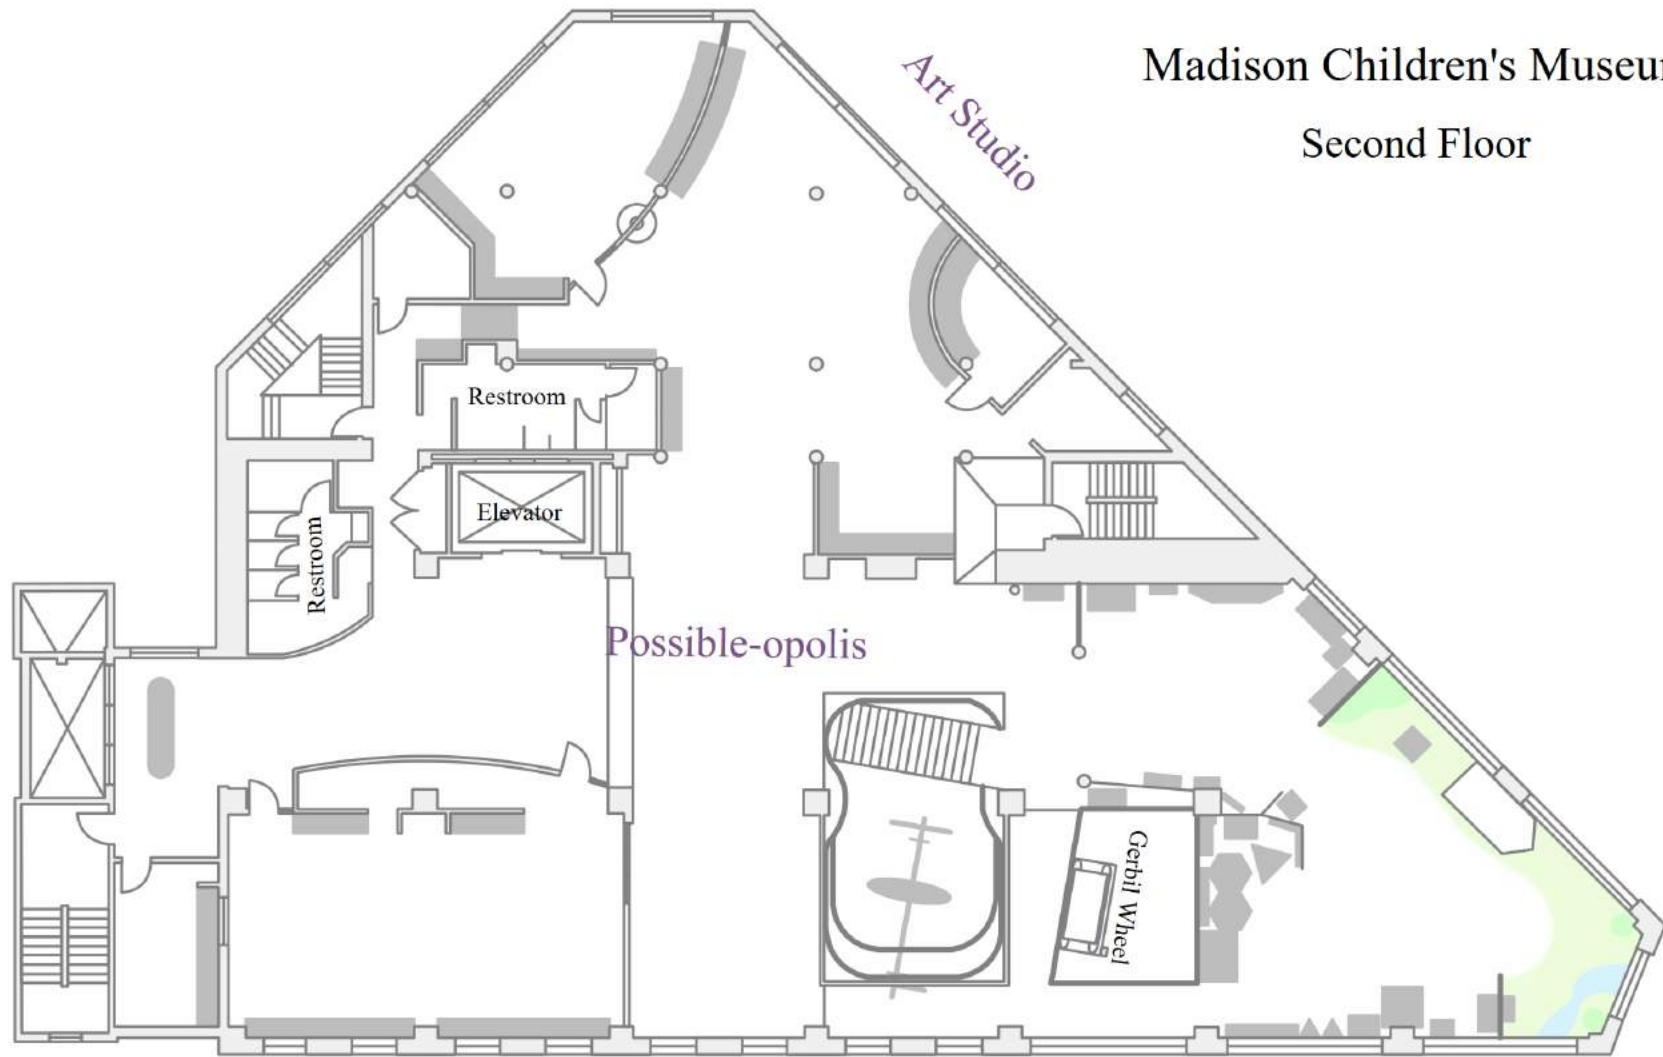 Madison Children's Museu
Second Floor
Art Studio
Restroom
Elevator
Restroom
Possible-opolis
Gerbil Wheel